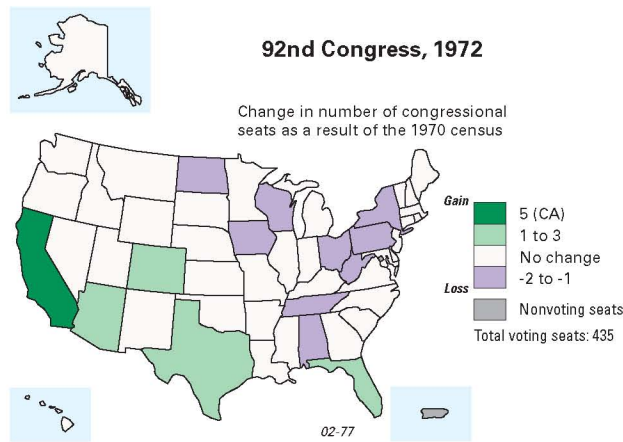 92nd Congress, 1972
Change in number of congressional
seats as a result of the 1970 census
Gain
5 (CA)
1 to 3
No change
Loss
-2 to -1
Nonvoting seats
Total voting seats: 435
02-77